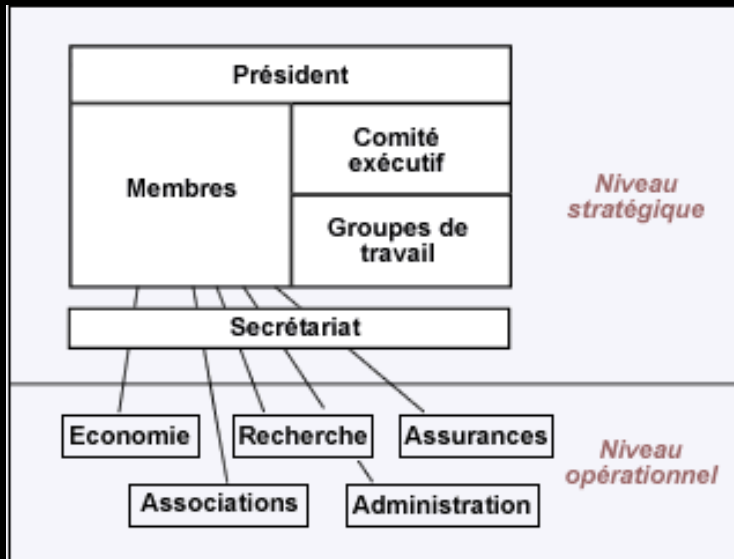 Président
Membres
Comité
exécutif
Groupes de
travail
Niveau
stratégique
Secrétariat
Economie
Recherche
Assurances
Associations
Administration
Niveau
opérationnel